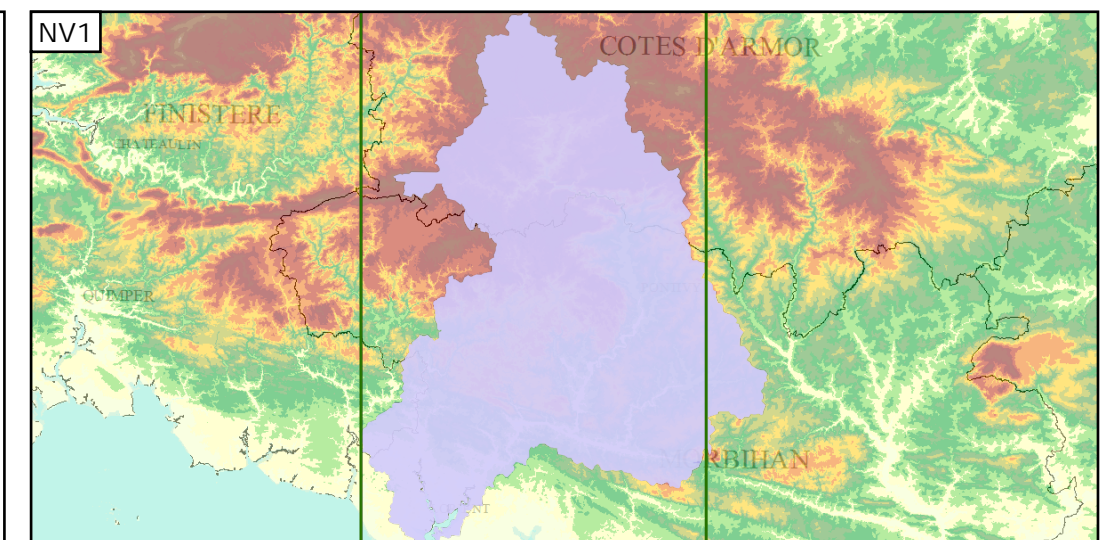 NV1
COTES D'ARMOR
FINISTERE
CHATEAULIN
QUIMPER
MORBIHAN